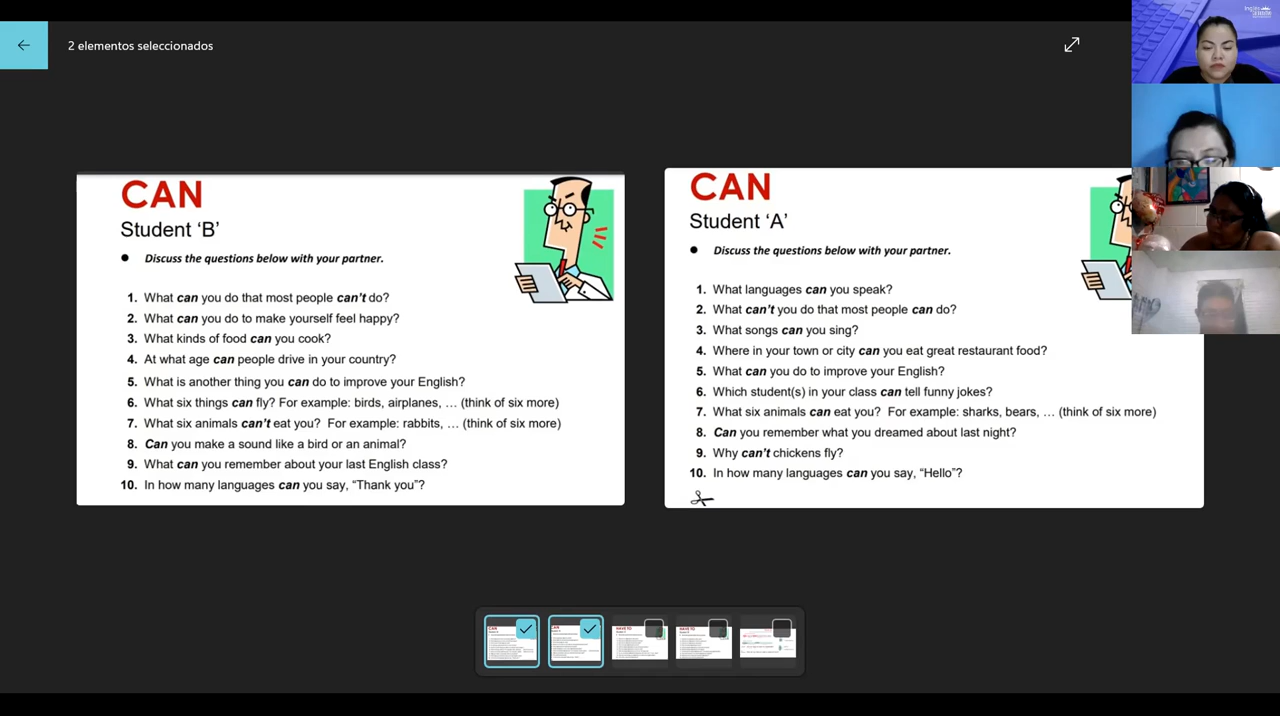 2 elementos seleccionados
CAN
Student ‘B’
● Discuss the questions below with your partner.
1. What can you do that most people can’t do?
2. What can you do to make yourself feel happy?
3. What kinds of food can you cook?
4. At what age can people drive in your country?
5. What is another thing you can do to improve your English?
6. What six things can fly? For example: birds, airplanes, … (think of six more)
7. What six animals can’t eat you? For example: rabbits, … (think of six more)
8. Can you make a sound like a bird or an animal?
9. What can you remember about your last English class?
10. In how many languages can you say, “Thank you”?
CAN
Student ‘A’
● Discuss the questions below with your partner.
1. What languages can you speak?
2. What can’t you do that most people can do?
3. What songs can you sing?
4. Where in your town or city can you eat great restaurant food?
5. What can you do to improve your English?
6. Which student(s) in your class can tell funny jokes?
7. What six animals can eat you? For example: sharks, bears, … (think of six more)
8. Can you remember what you dreamed about last night?
9. Why can’t chickens fly?
10. In how many languages can you say, “Hello”?